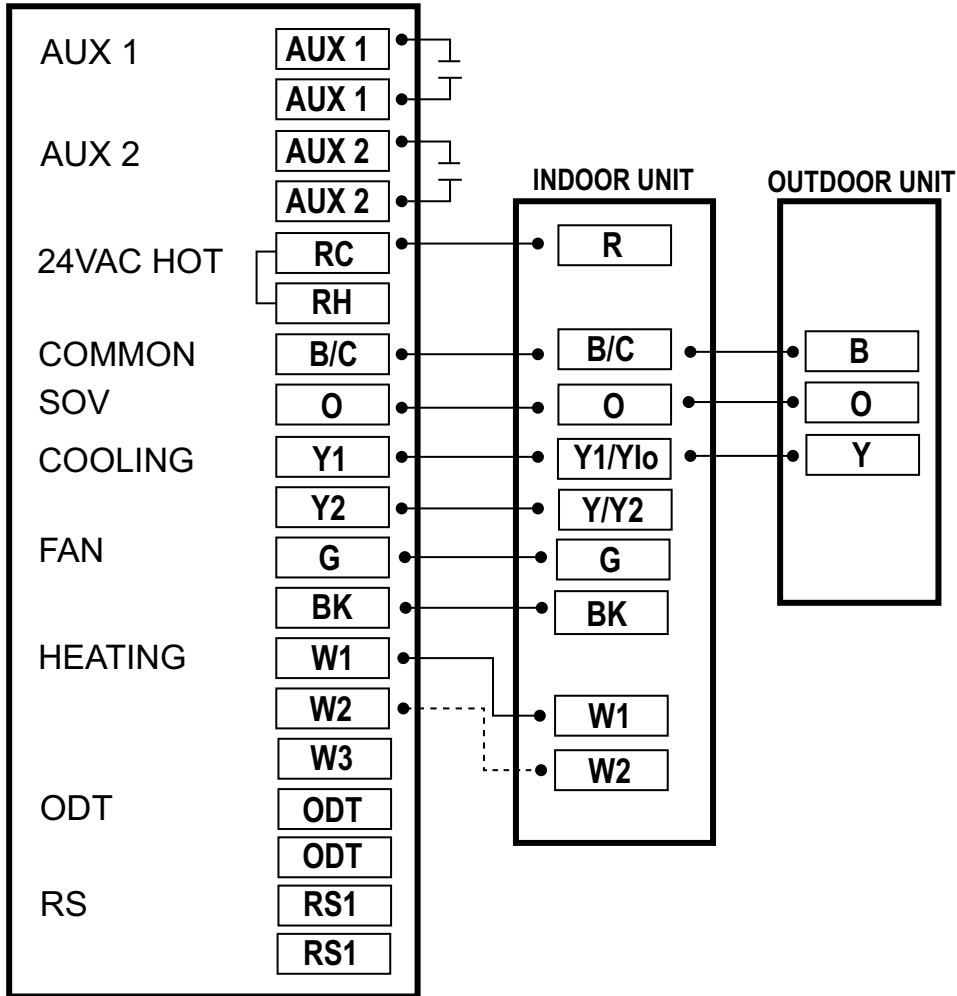 AUX 1
AUX 1
AUX 1
AUX 2
AUX 2
AUX 2
24VAC HOT
RC
RH
COMMON
B/C
SOV
O
COOLING
Y1
Y2
FAN
G
BK
HEATING
W1
W2
W3
ODT
ODT
ODT
RS
RS1
RS1
INDOOR UNIT
R
B/C
O
Y1/Ylo
Y/Y2
G
BK
W1
W2
OUTDOOR UNIT
B
O
Y